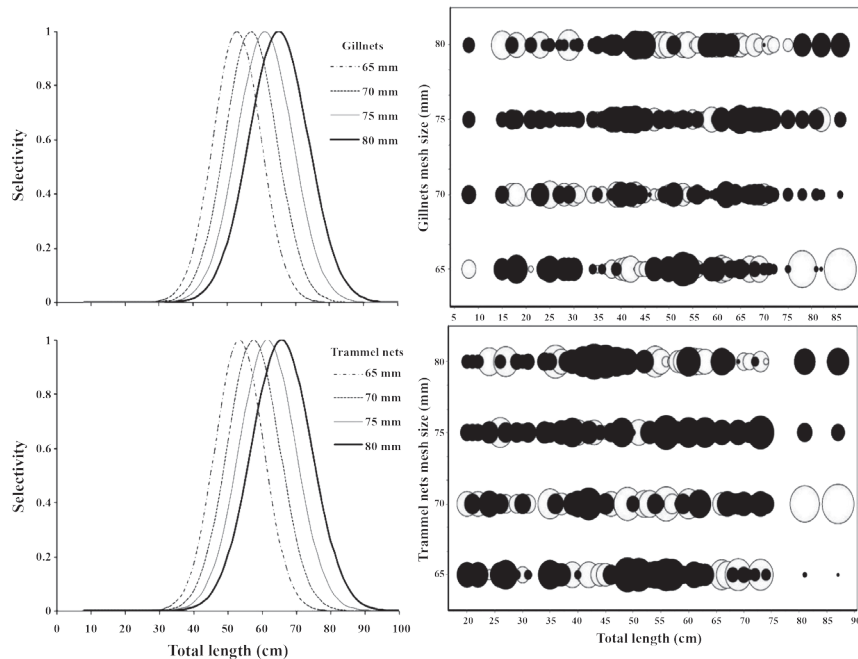 1
0.8
0.6
0.4
0.2
0
Selectivity
Gillnets
65 mm
70 mm
75 mm
80 mm
Gillnets mesh size (mm)
80
75
70
65
5 10 15 20 25 30 35 40 45 50 55 60 65 70 75 80 85
1
0.8
0.6
0.4
0.2
0
Selectivity
Trammel nets
65 mm
70 mm
75 mm
80 mm
0 10 20 30 40 50 60 70 80 90 100
Total length (cm)
Trammel nets mesh size (mm)
80
75
70
65
20 25 30 35 40 45 50 55 60 65 70 75 80 85 90
Total length (cm)